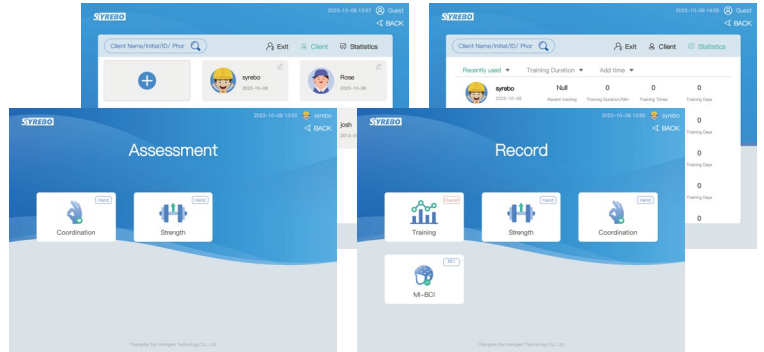 SYREBO
2023-10-08 13:57 Guest
BACK
Client Name/Initial/ID/ Phor
Exit
Client
Statistics
syrebo
2023-10-08
Rose
2023-10-08
josh
SYREBO
2023-10-08 14:05 Guest
BACK
Client Name/Initial/ID/ Phor
Exit
Client
Statistics
Recently used
Training Duration
Add time
syrebo
2023-10-08
Null
Recent training
0
Training Duration/Min
0
Training Times
0
Training Days
0
Training Days
0
Training Days
0
Training Days
0
SYREBO
2023-10-08 13:55 syrebo
BACK
Assessment
Hand
Coordination
Hand
Strength
SYREBO
2023-10-08 13:55 syrebo
BACK
Record
Training
Hand
Strength
Hand
Coordination
BCI
MI-BCI